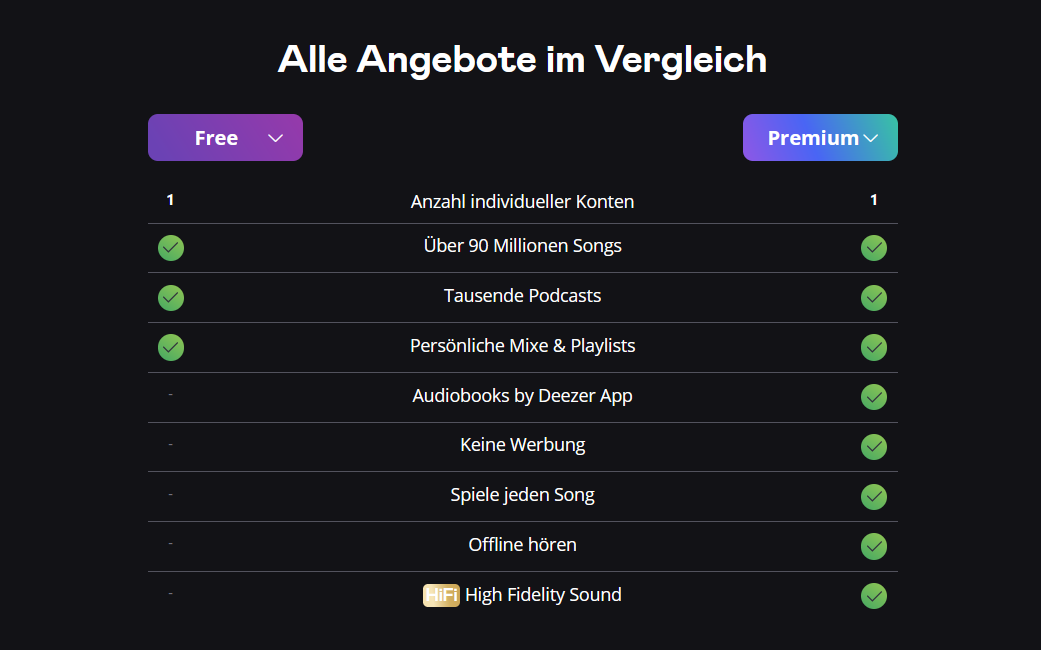 Alle Angebote im Vergleich
Free
Premium
1 Anzahl individueller Konten 1
Über 90 Millionen Songs
Tausende Podcasts
Persönliche Mixe & Playlists
- Audiobooks by Deezer App
- Keine Werbung
- Spiele jeden Song
- Offline hören
- HiFi High Fidelity Sound